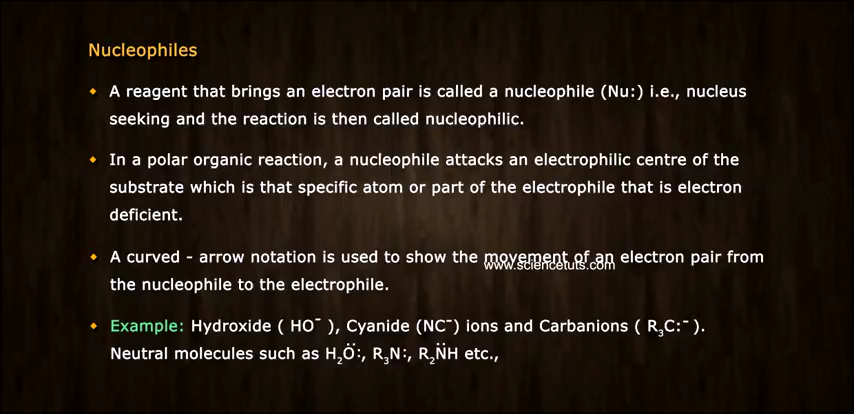 Nucleophiles
A reagent that brings an electron pair is called a nucleophile (Nu:) i.e., nucleus
seeking and the reaction is then called nucleophilic.
In a polar organic reaction, a nucleophile attacks an electrophilic centre of the
substrate which is that specific atom or part of the electrophile that is electron
deficient.
A curved - arrow notation is used to show the movement of an electron pair from
www.sciencetuts.com
the nucleophile to the electrophile.
Example: Hydroxide ( HO⁻ ), Cyanide (NC⁻) ions and Carbanions ( R₃C:⁻ ).
Neutral molecules such as H₂Ö:, R₃N:, R₂N̈H etc.,